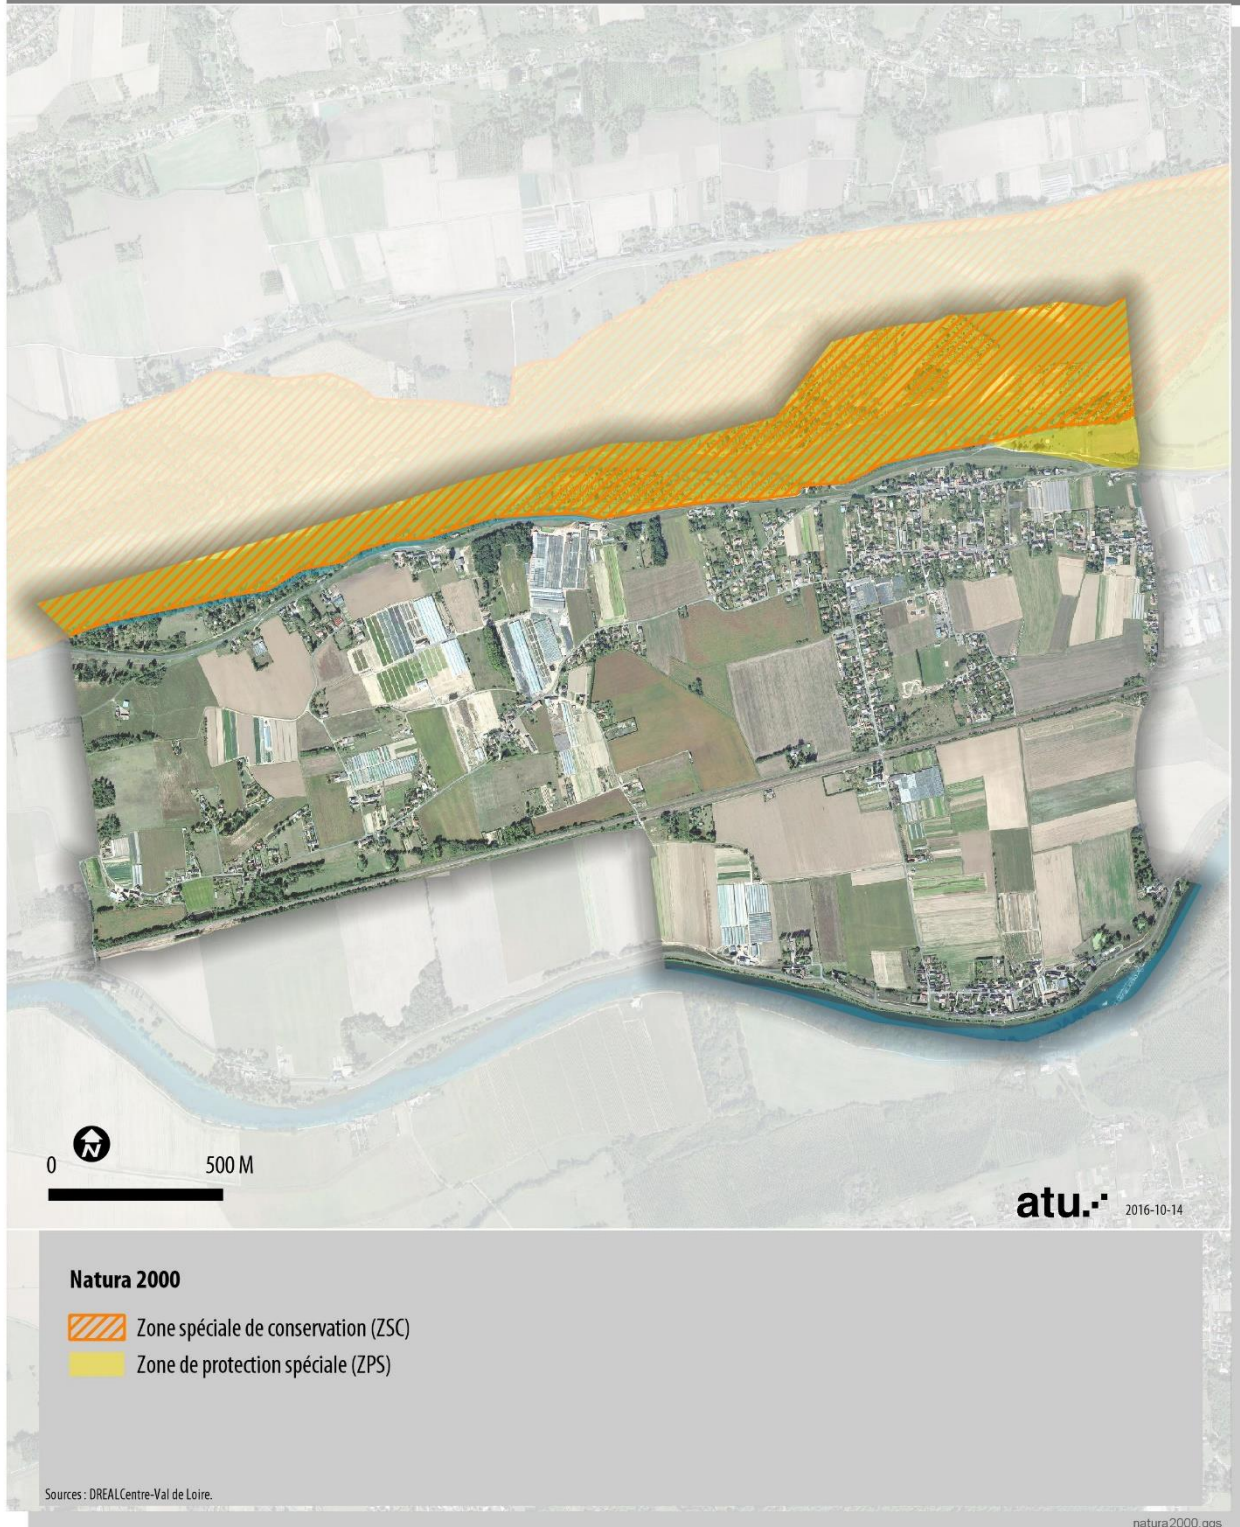 N
0 500 M
atu. 2016-10-14
Natura 2000
Zone spéciale de conservation (ZSC)
Zone de protection spéciale (ZPS)
Sources : DREALCentre-Val de Loire.
natura2000.qgs